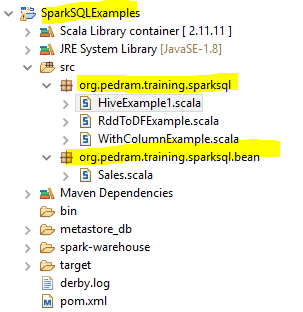 SparkSQLExamples
Scala Library container [ 2.11.11 ]
JRE System Library [JavaSE-1.8]
src
org.pedram.training.sparksql
HiveExample1.scala
RddToDFExample.scala
WithColumnExample.scala
org.pedram.training.sparksql.bean
Sales.scala
Maven Dependencies
bin
metastore_db
spark-warehouse
target
derby.log
pom.xml